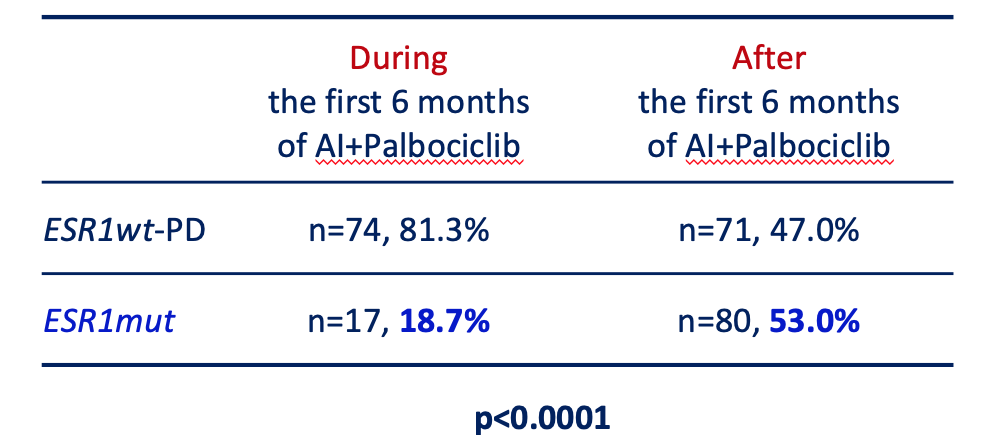 During After
the first 6 months the first 6 months
of AI+Palbociclib of AI+Palbociclib
ESR1wt-PD n=74, 81.3% n=71, 47.0%
ESR1mut n=17, 18.7% n=80, 53.0%
p<0.0001